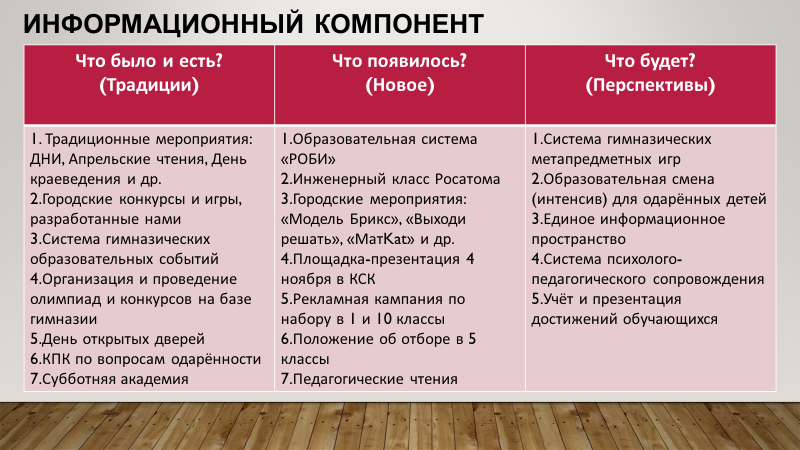 ИНФОРМАЦИОННЫЙ КОМПОНЕНТ
Что было и есть?
(Традиции)
1. Традиционные мероприятия:
ДНИ, Апрельские чтения, День
краеведения и др.
2.Городские конкурсы и игры,
разработанные нами
3.Система гимназических
образовательных событий
4.Организация и проведение
олимпиад и конкурсов на базе
гимназии
5.День открытых дверей
6.КПК по вопросам одарённости
7.Субботняя академия
Что появилось?
(Новое)
1.Образовательная система
«РОБИ»
2.Инженерный класс Росатома
3.Городские мероприятия:
«Модель Брикс», «Выходи
решать», «МатKat» и др.
4.Площадка-презентация 4
ноября в КСК
5.Рекламная кампания по
набору в 1 и 10 классы
6.Положение об отборе в 5
классы
7.Педагогические чтения
Что будет?
(Перспективы)
1.Система гимназических
метапредметных игр
2.Образовательная смена
(интенсив) для одарённых детей
3.Единое информационное
пространство
4.Система психолого-
педагогического сопровождения
5.Учёт и презентация
достижений обучающихся